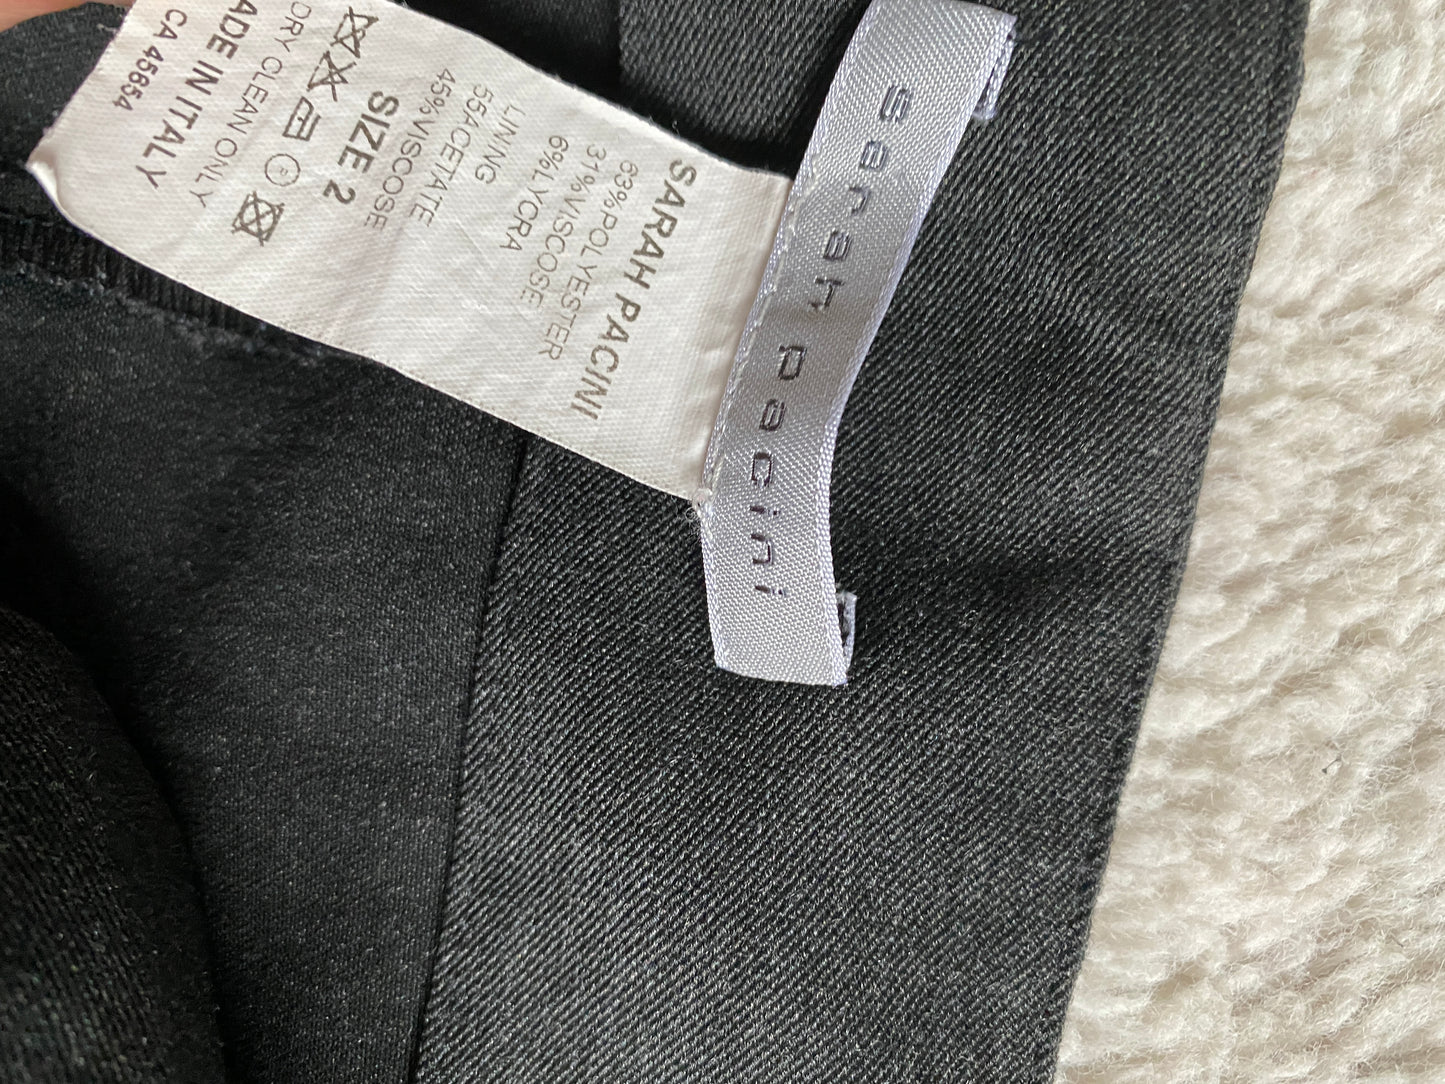 sarah pacini
SARAH PACINI
63%POLYESTER
31%VISCOSE
6%LYCRA
LINING
55ACETATE
45%VISCOSE
SIZE 2
DRY CLEAN ONLY
MADE IN ITALY
CA 45654